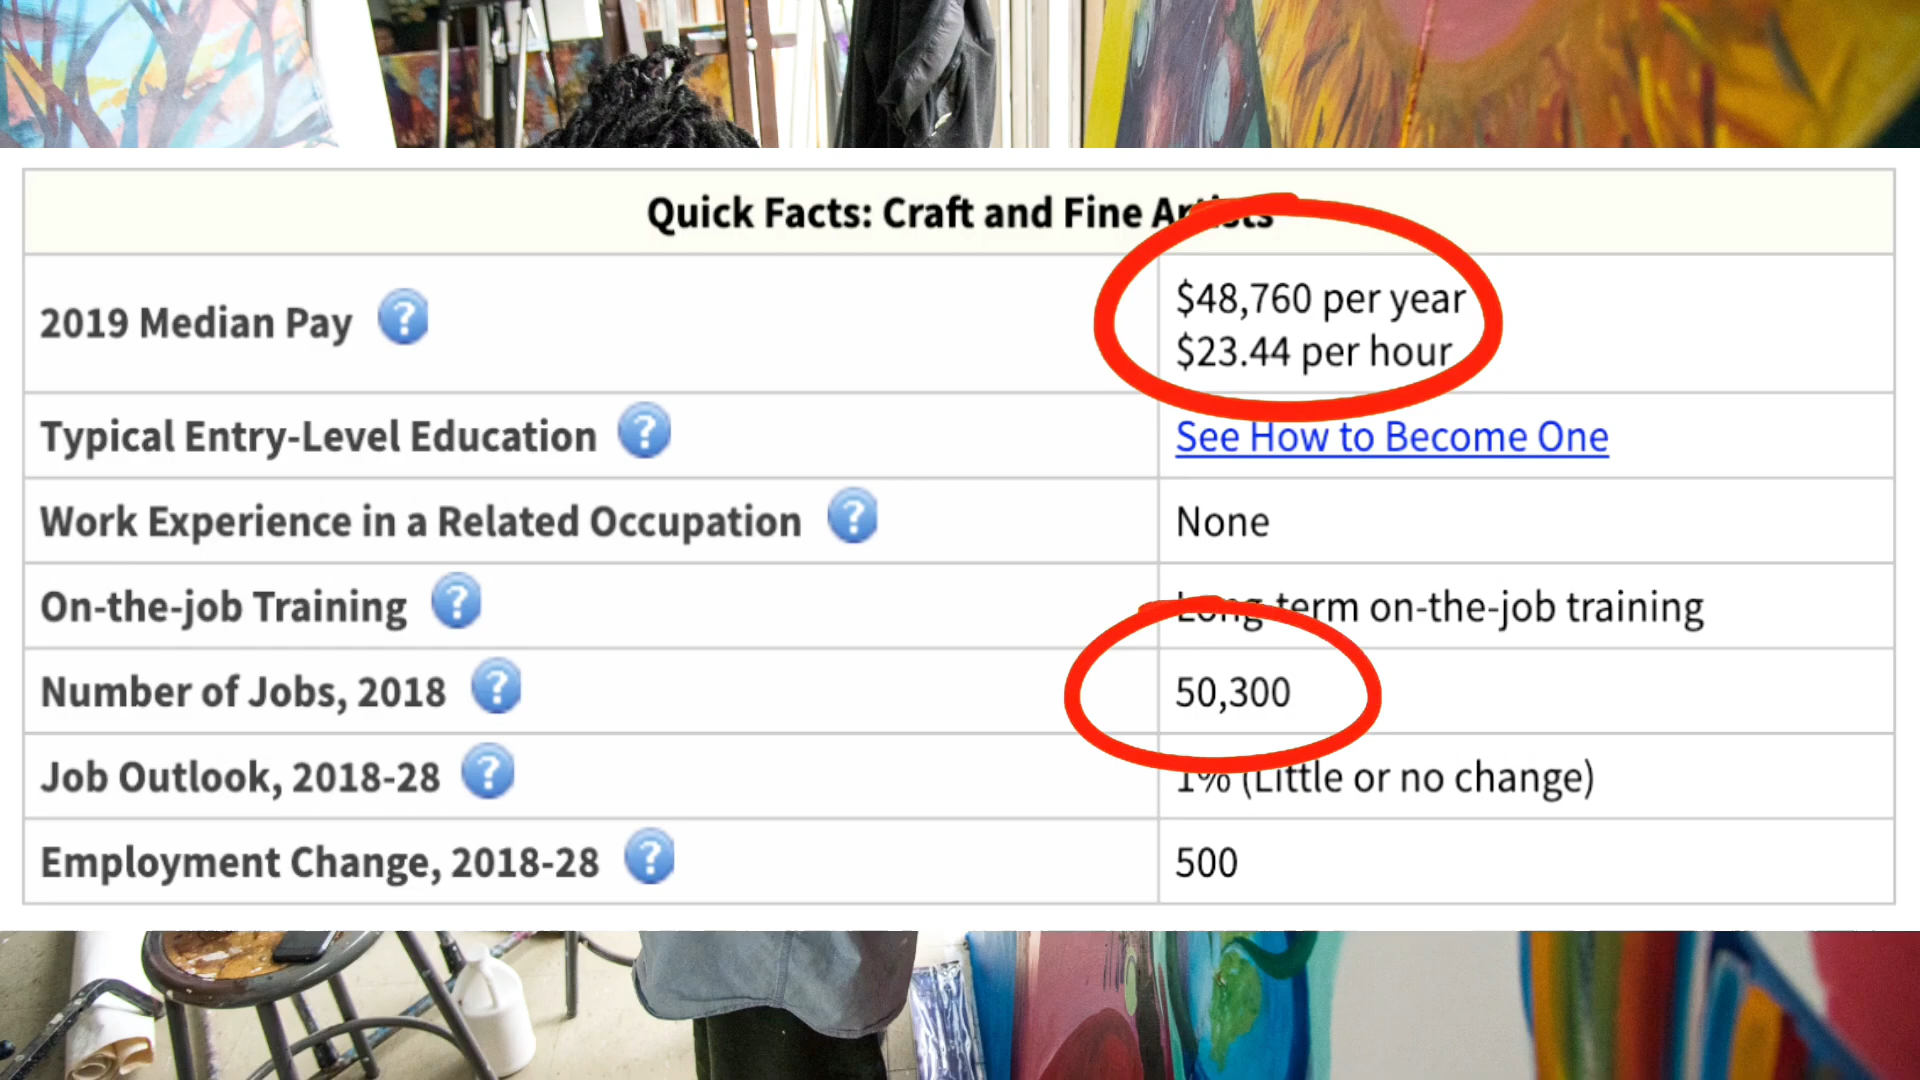 Quick Facts: Craft and Fine Artists
2019 Median Pay ?
$48,760 per year
$23.44 per hour
Typical Entry-Level Education ?
See How to Become One
Work Experience in a Related Occupation ?
None
On-the-job Training ?
Long-term on-the-job training
Number of Jobs, 2018 ?
50,300
Job Outlook, 2018-28 ?
1% (Little or no change)
Employment Change, 2018-28 ?
500